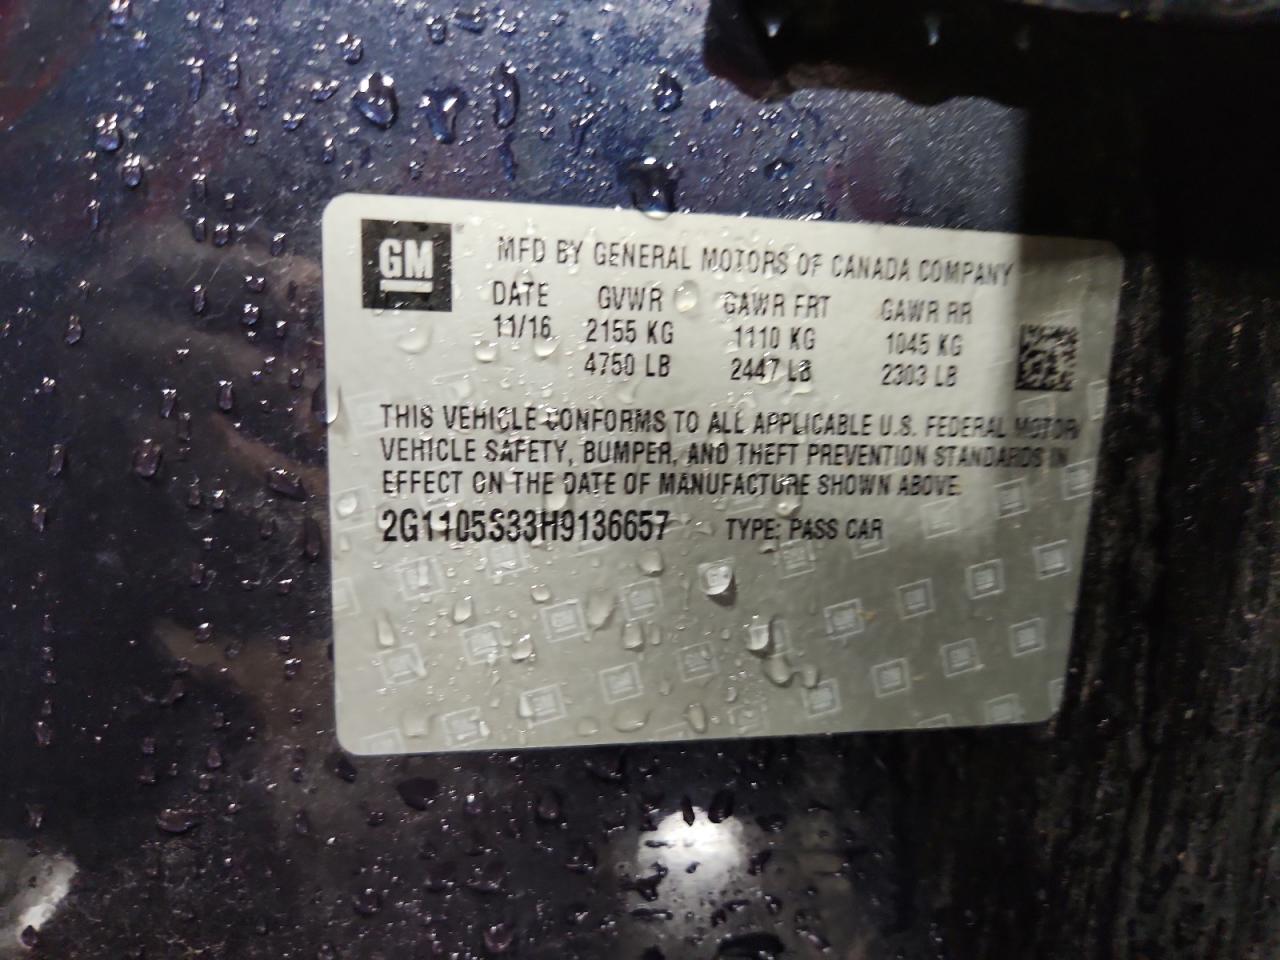 GM
MFD BY GENERAL MOTORS OF CANADA COMPANY
DATE GVWR GAWR FRT GAWR RR
11/16 2155 KG 1110 KG 1045 KG
4750 LB 2447 LB 2303 LB
THIS VEHICLE CONFORMS TO ALL APPLICABLE U.S. FEDERAL MOTOR
VEHICLE SAFETY, BUMPER, AND THEFT PREVENTION STANDARDS IN
EFFECT ON THE DATE OF MANUFACTURE SHOWN ABOVE.
2G1105S33H9136657 TYPE: PASS CAR